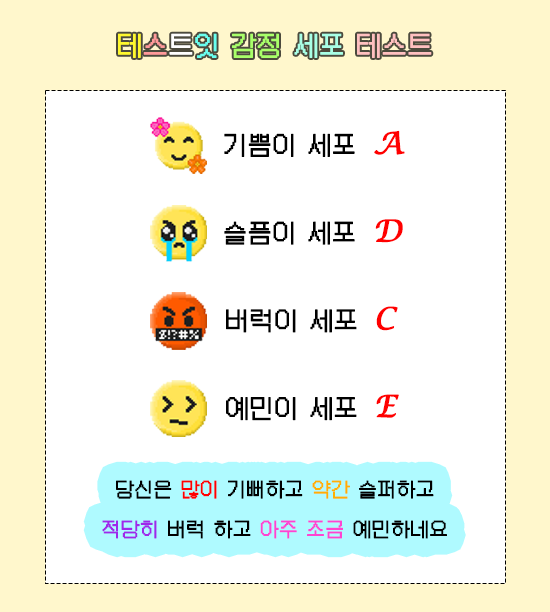 테스트잇 감정 세포 테스트
기쁨이 세포 A
슬픔이 세포 D
$!?#%
버럭이 세포 C
예민이 세포 E
당신은 많이 기뻐하고 약간 슬퍼하고
적당히 버럭 하고 아주 조금 예민하네요